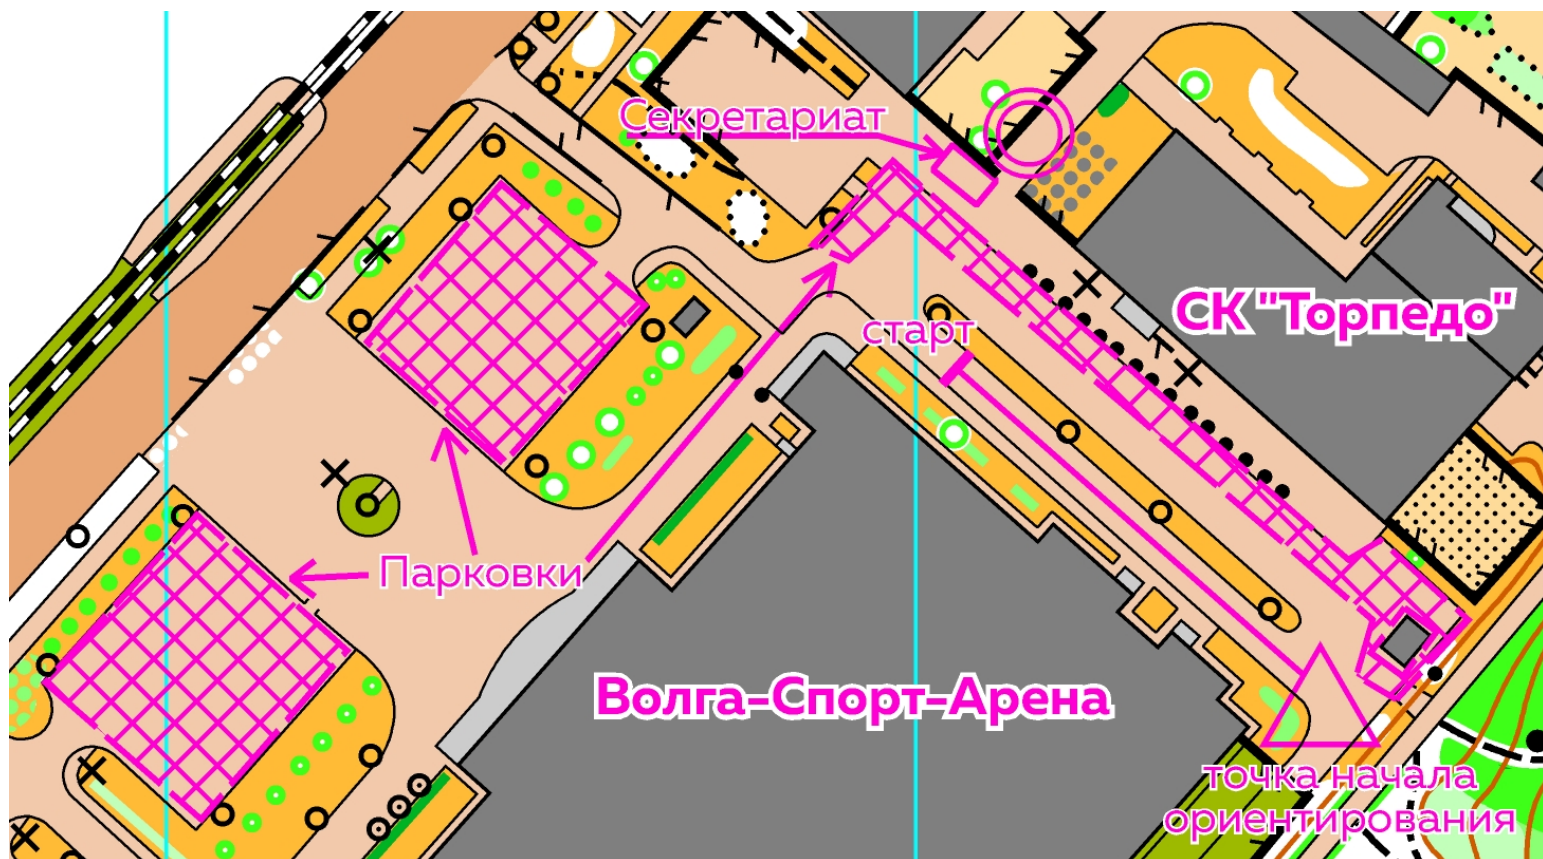 Секретариат
СК "Торпедо"
старт
Парковки
Волга-Спорт-Арена
точка начала
ориентирования